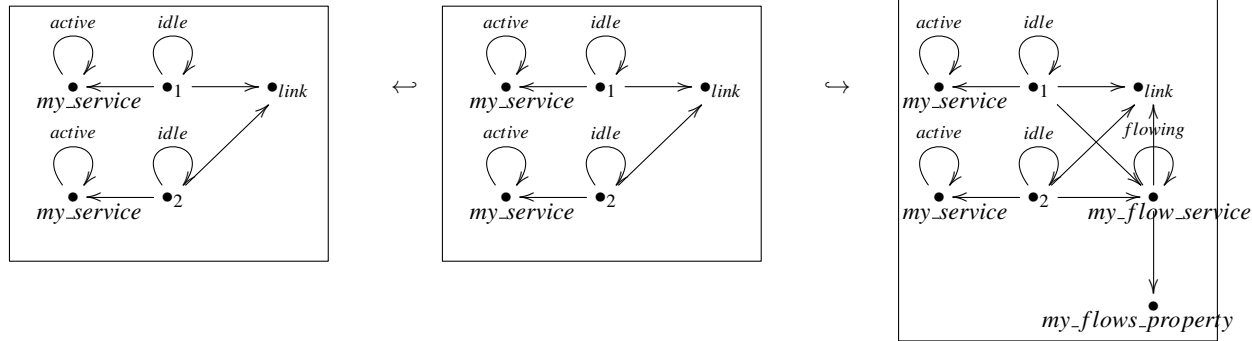 active idle active idle active idle
1 link ↩ 1 link ↪ 1 link
my_service my_service my_service
active idle active idle active idle flowing
2 2 2
my_service my_service my_service my_flow_service
my_flows_property